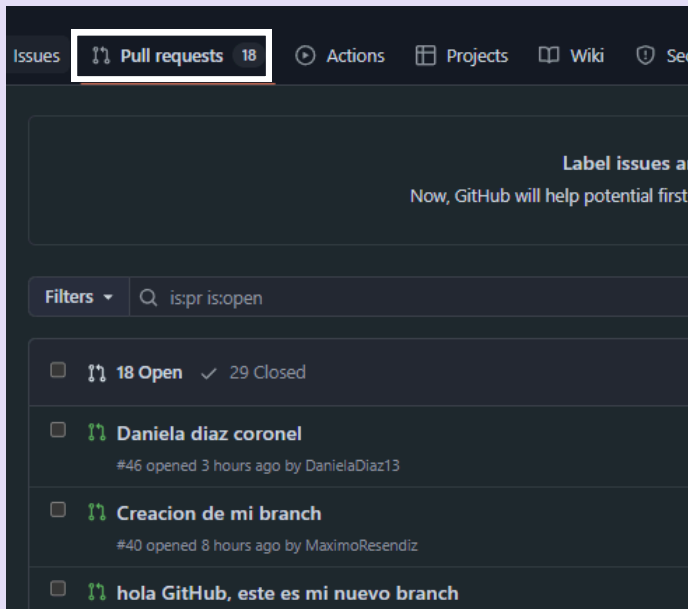 Issues Pull requests 18 Actions Projects Wiki
Label issues
Now, GitHub will help potential first
Filters is:pr is:open
18 Open 29 Closed
Daniela diaz coronel
#46 opened 3 hours ago by DanielaDiaz13
Creacion de mi branch
#40 opened 8 hours ago by MaximoResendiz
hola GitHub, este es mi nuevo branch